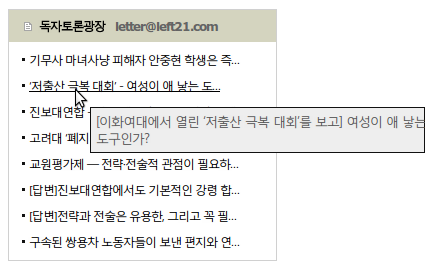 독자토론광장 letter@left21.com
기무사 마녀사냥 피해자 안중현 학생은 즉...
‘저출산 극복 대회’ - 여성이 애 낳는 도...
진보대연합
[이화여대에서 열린 ‘저출산 극복 대회’를 보고] 여성이 애 낳는
도구인가?
고려대 ‘폐지
교원평가제 — 전략·전술적 관점이 필요하...
[답변]진보대연합에서도 기본적인 강령 합...
[답변]전략과 전술은 유용한, 그리고 꼭 필...
구속된 쌍용차 노동자들이 보낸 편지와 연...